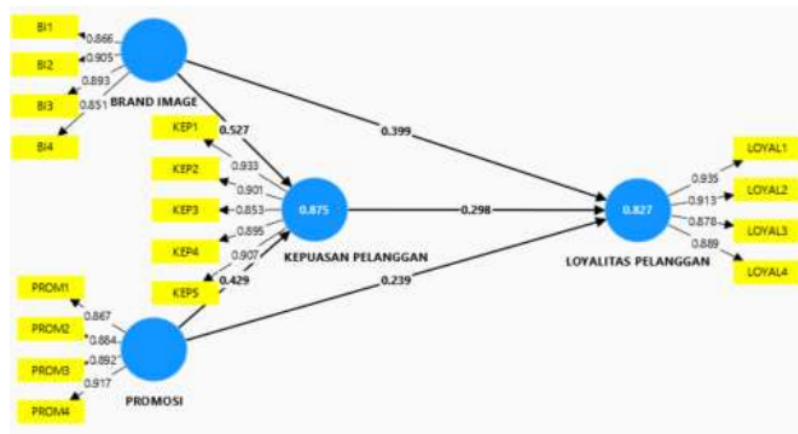 BI1
0.866
BI2
0.905
BI3
0.893
BI4
0.851
BRAND IMAGE
KEP1
0.527
0.933
KEP2
0.901
KEP3
0.853
KEP4
0.895
KEP5
0.907
0.875
KEPUASAN PELANGGAN
0.429
0.399
0.298
0.239
0.827
LOYALITAS PELANGGAN
LOYAL1
0.935
LOYAL2
0.913
LOYAL3
0.878
LOYAL4
0.889
PROM1
0.867
PROM2
0.884
PROM3
0.892
PROM4
0.917
PROMOSI